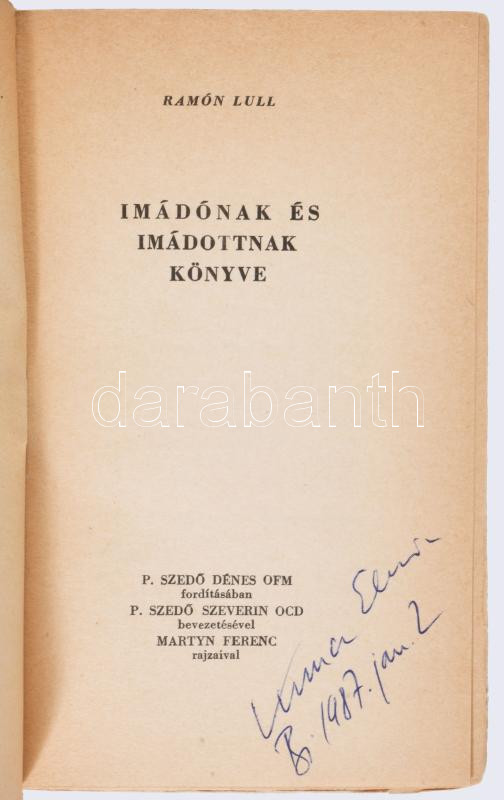 RAMÓN LULL
IMÁDÓNAK ÉS
IMÁDOTTNAK
KÖNYVE
darabanth
P. SZEDŐ DÉNES OFM
fordításában
P. SZEDŐ SZEVERIN OCD
bevezetésével
MARTYN FERENC
rajzaival
1987. jan. 2